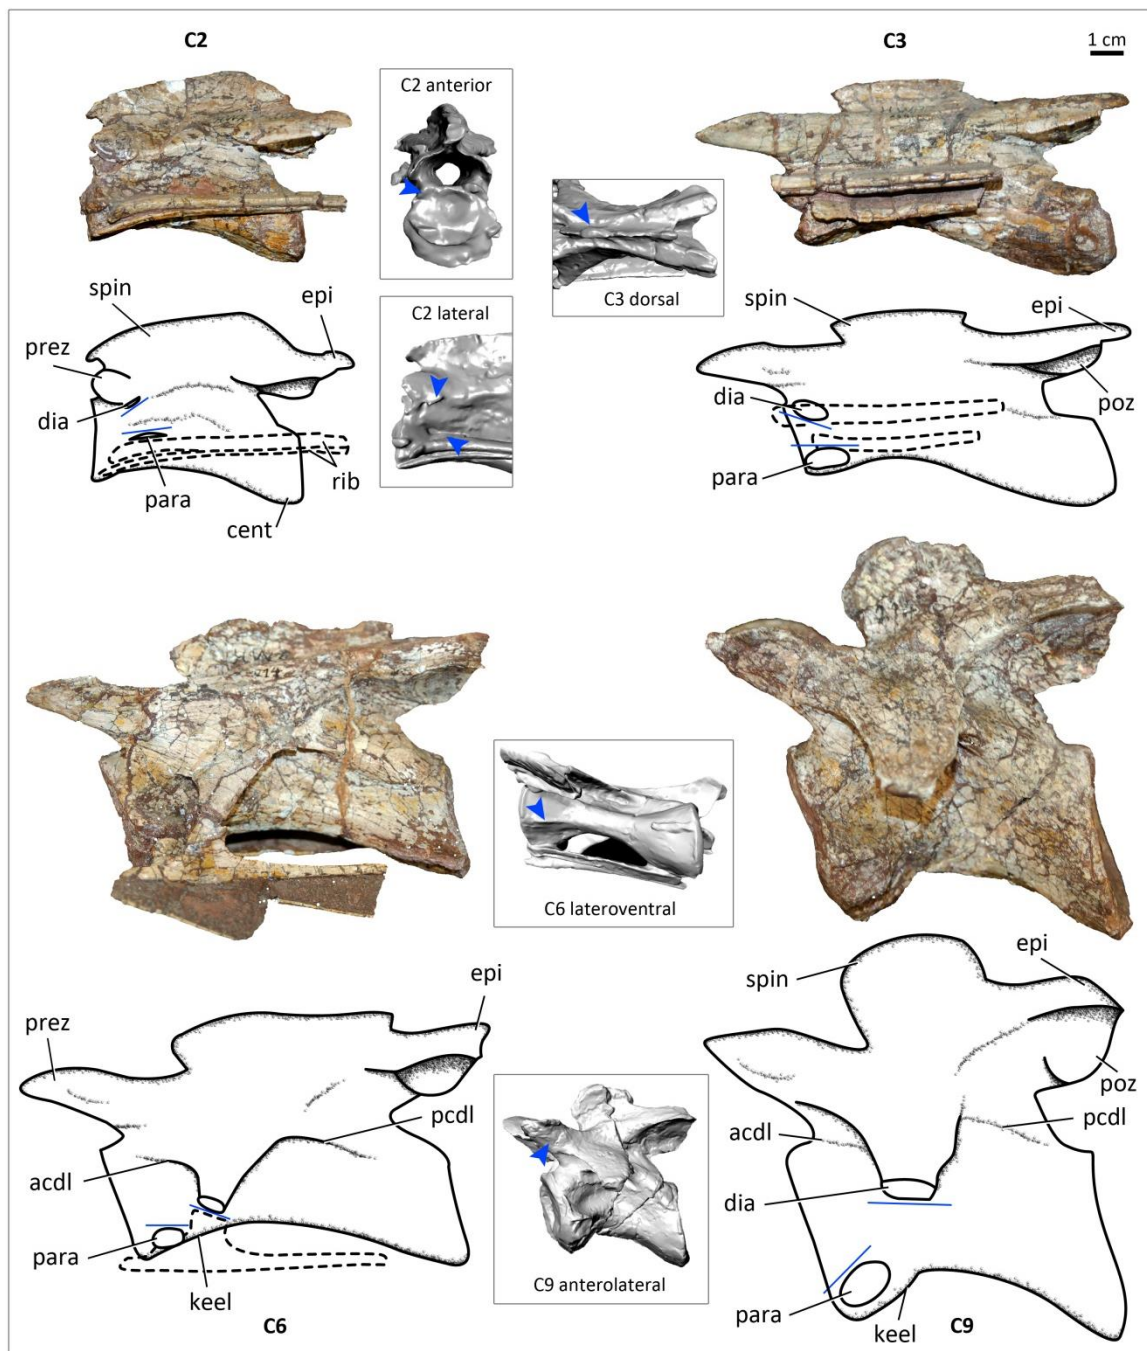 C2
C3
1 cm
C2 anterior
C3 dorsal
C2 lateral
spin
epi
prez
dia
para
rib
cent
spin
epi
dia
poz
para
C6 lateroventral
prez
epi
pcdl
acdl
para
keel
C6
C9 anterolateral
spin
epi
poz
pcdl
acdl
dia
para
keel
C9